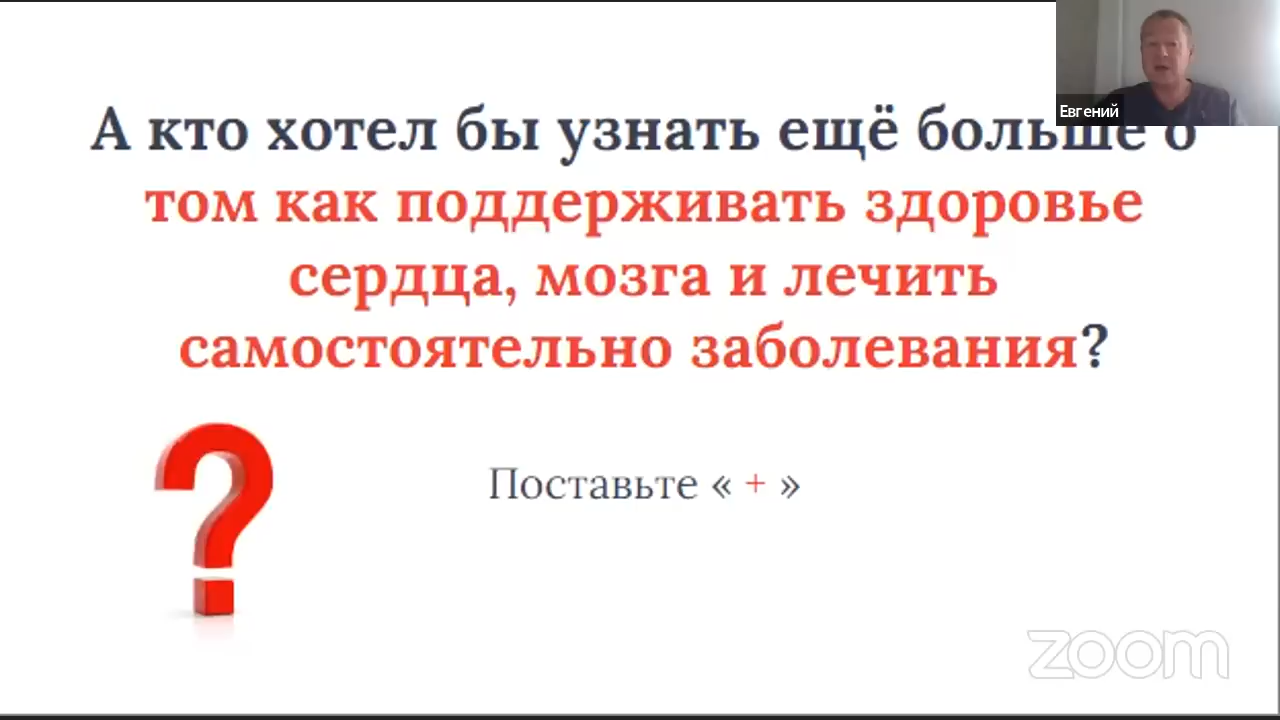 Евгений
А кто хотел бы узнать ещё больше о
том как поддерживать здоровье
сердца, мозга и лечить
самостоятельно заболевания?
Поставьте « + »
zoom